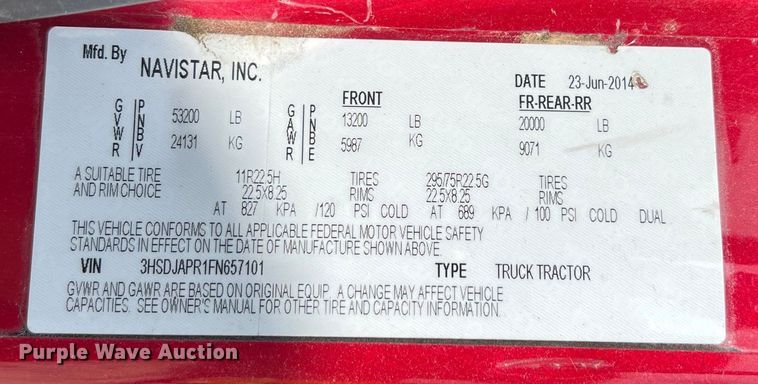 Mfd. By NAVISTAR, INC. DATE 23-Jun-2014
FRONT FR-REAR-RR
GVWR PNBV 53200 LB GAWR PNBE 13200 LB 20000 LB
24131 KG 5987 KG 9071 KG
A SUITABLE TIRE 11R22.5H TIRES 295/75R22.5G TIRES
AND RIM CHOICE 22.5X8.25 RIMS 22.5X8.25 RIMS
AT 827 KPA /120 PSI COLD AT 689 KPA / 100 PSI COLD DUAL
THIS VEHICLE CONFORMS TO ALL APPLICABLE FEDERAL MOTOR VEHICLE SAFETY
STANDARDS IN EFFECT ON THE DATE OF MANUFACTURE SHOWN ABOVE.
VIN 3HSDJAPR1FN657101 TYPE TRUCK TRACTOR
GVWR AND GAWR ARE BASED ON ORIGINAL EQUIP. A CHANGE MAY AFFECT VEHICLE
CAPACITIES. SEE OWNER'S MANUAL FOR OTHER TIRE AND CAPACITY INFORMATION.
Purple Wave Auction